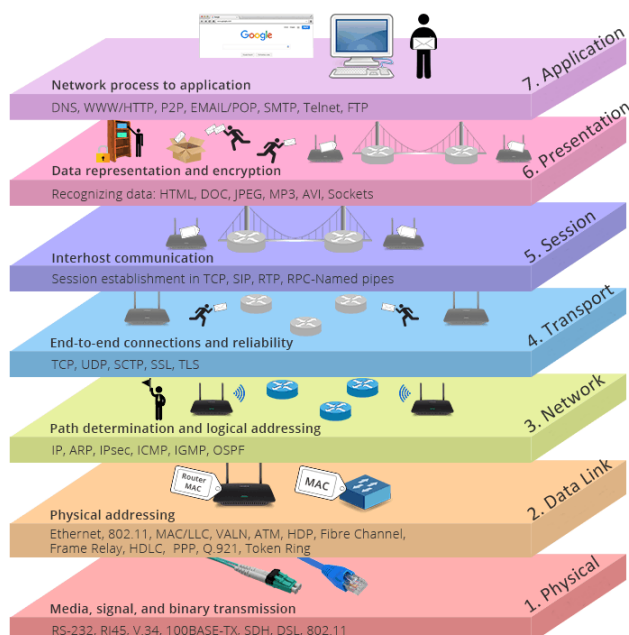 Google
7. Application
Network process to application
DNS, WWW/HTTP, P2P, EMAIL/POP, SMTP, Telnet, FTP
6. Presentation
Data representation and encryption
Recognizing data: HTML, DOC, JPEG, MP3, AVI, Sockets
5. Session
Interhost communication
Session establishment in TCP, SIP, RTP, RPC-Named pipes
4. Transport
End-to-end connections and reliability
TCP, UDP, SCTP, SSL, TLS
3. Network
Path determination and logical addressing
IP, ARP, IPsec, ICMP, IGMP, OSPF
Router
MAC
MAC
2. Data Link
Physical addressing
Ethernet, 802.11, MAC/LLC, VALN, ATM, HDP, Fibre Channel,
Frame Relay, HDLC, PPP, Q.921, Token Ring
1. Physical
Media, signal, and binary transmission
RS-232, RJ45, V.34, 100BASE-TX, SDH, DSL, 802.11